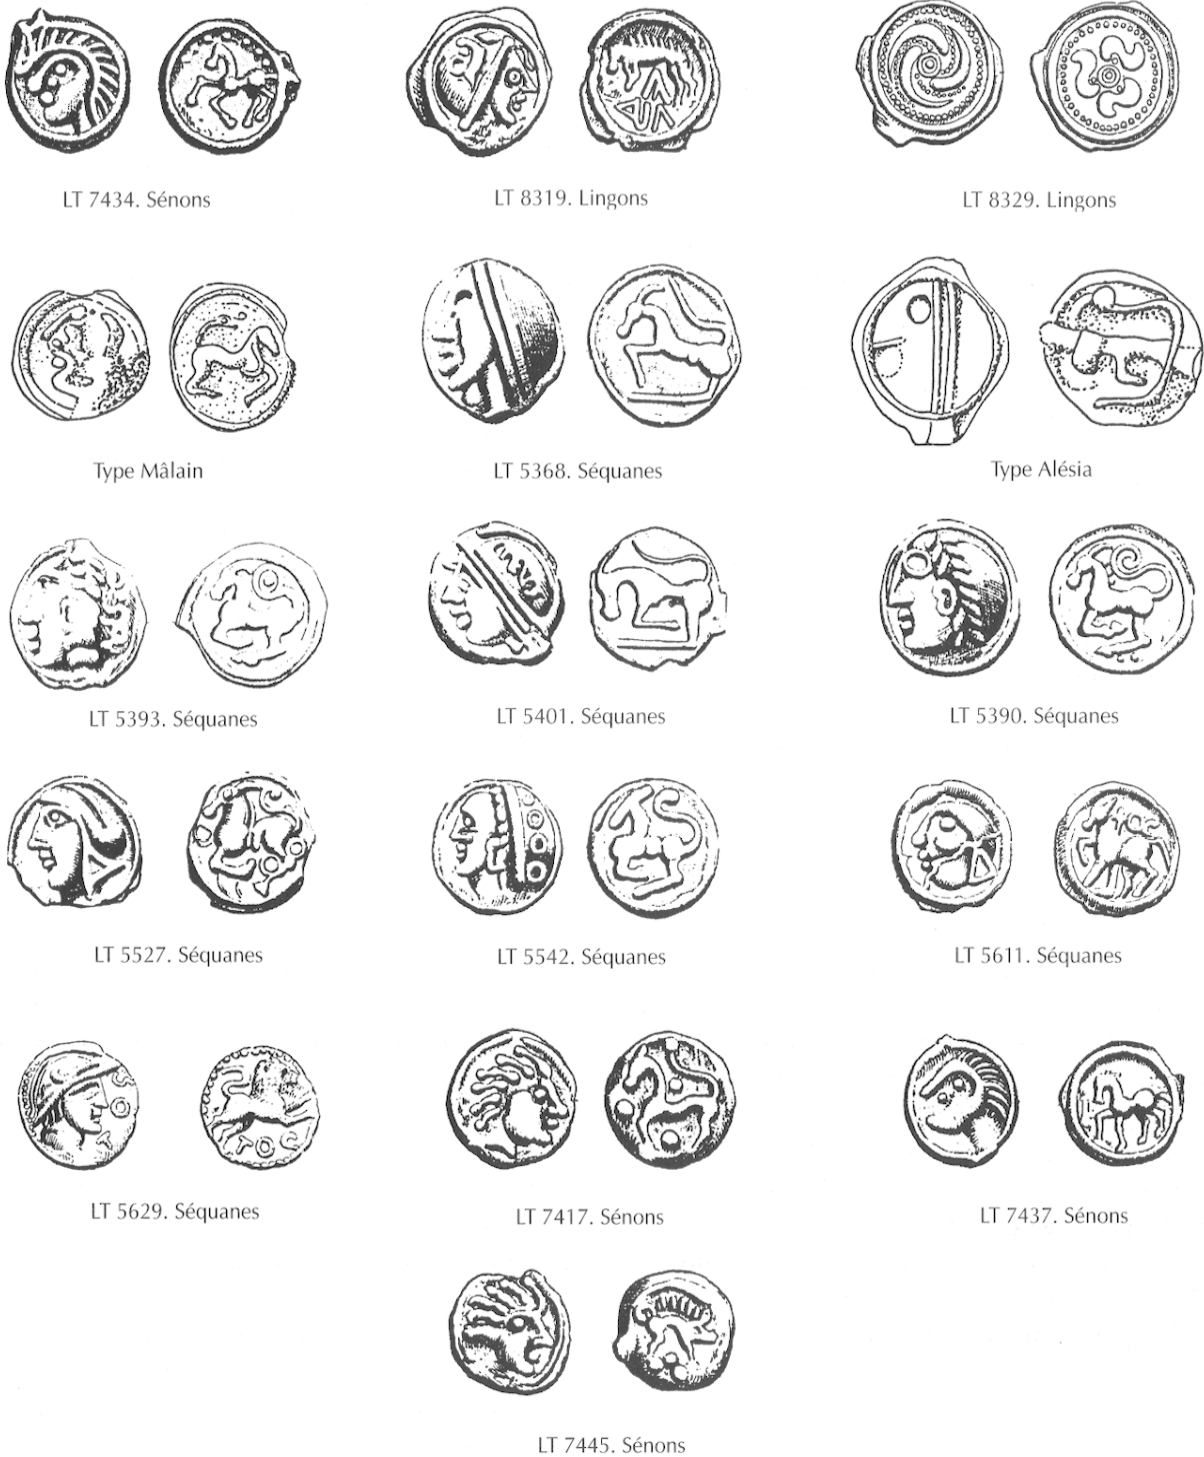 LT 7434. Sénons
LT 8319. Lingons
LT 8329. Lingons
Type Mâlain
LT 5368. Séquanes
Type Alésia
LT 5393. Séquanes
LT 5401. Séquanes
LT 5390. Séquanes
LT 5527. Séquanes
LT 5542. Séquanes
LT 5611. Séquanes
TOC
LT 5629. Séquanes
LT 7417. Sénons
LT 7437. Sénons
LT 7445. Sénons